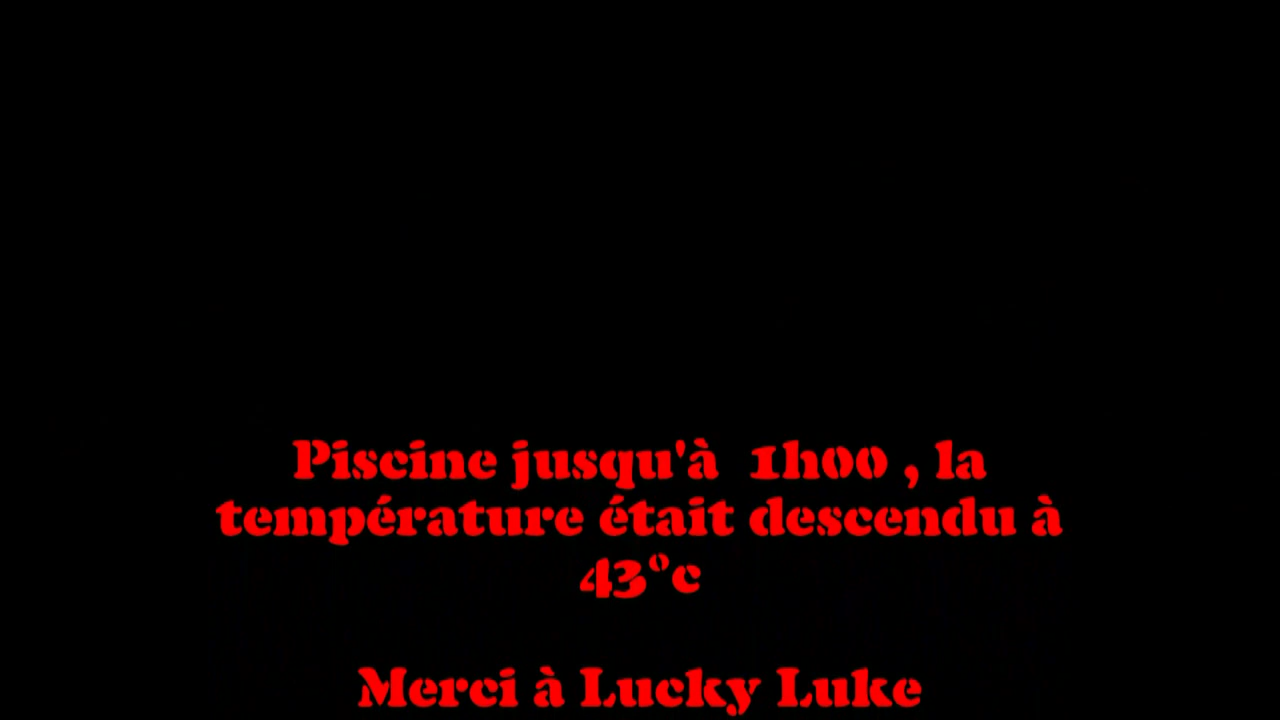 Piscine jusqu'à 1h00 , la
température était descendu à
43°c
Merci à Lucky Luke